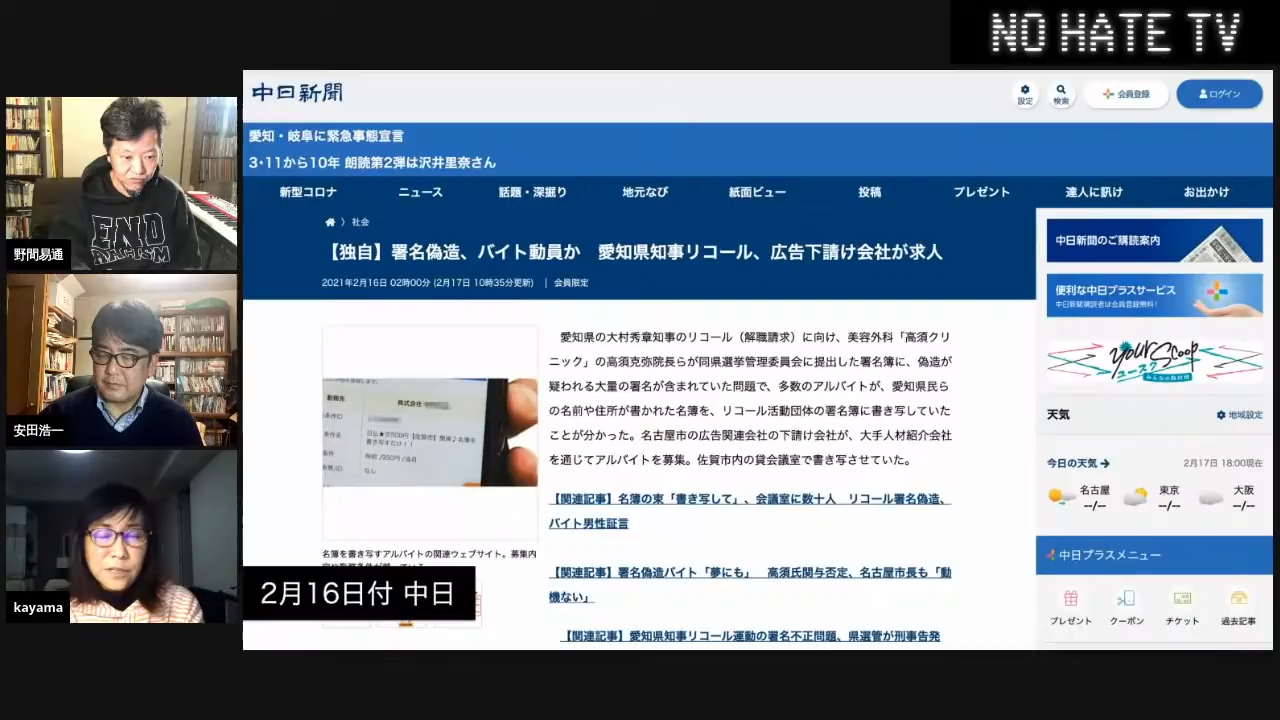 NO HATE TV
中日新聞
設定
検索
会員登録
ログイン
愛知・岐阜に緊急事態宣言
3・11から10年 朗読第2弾は沢井里奈さん
新型コロナ
ニュース
話題・深掘り
地元なび
紙面ビュー
投稿
プレゼント
達人に訊け
お出かけ
〉 社会
【独自】署名偽造、バイト動員か 愛知県知事リコール、広告下請け会社が求人
2021年2月16日 02時00分 (2月17日 10時35分更新) | 会員限定
愛知県の大村秀章知事のリコール（解職請求）に向け、美容外科「高須クリ
ニック」の高須克弥院長らが同県選挙管理委員会に提出した署名簿に、偽造が
疑われる大量の署名が含まれていた問題で、多数のアルバイトが、愛知県民ら
の名前や住所が書かれた名簿を、リコール活動団体の署名簿に書き写していた
ことが分かった。名古屋市の広告関連会社の下請け会社が、大手人材紹介会社
を通じてアルバイトを募集。佐賀市内の貸会議室で書き写させていた。
【関連記事】名簿の束「書き写して」、会議室に数十人 リコール署名偽造、
バイト男性証言
【関連記事】署名偽造バイト「夢にも」 高須氏関与否定、名古屋市長も「動
機ない」
【関連記事】愛知県知事リコール運動の署名不正問題、県選管が刑事告発
株式会社
名簿を書き写すアルバイトの関連ウェブサイト。募集内
2月16日付 中日
中日新聞のご購読案内
便利な中日プラスサービス
中日新聞購読者は会員登録無料！
your Scoop
ユースク
天気
地域設定
今日の天気
2月17日 18:00現在
名古屋
--/--
東京
--/--
大阪
--/--
中日プラスメニュー
プレゼント
クーポン
チケット
過去記事
END
RACISM
野間易通
安田浩一
kayama